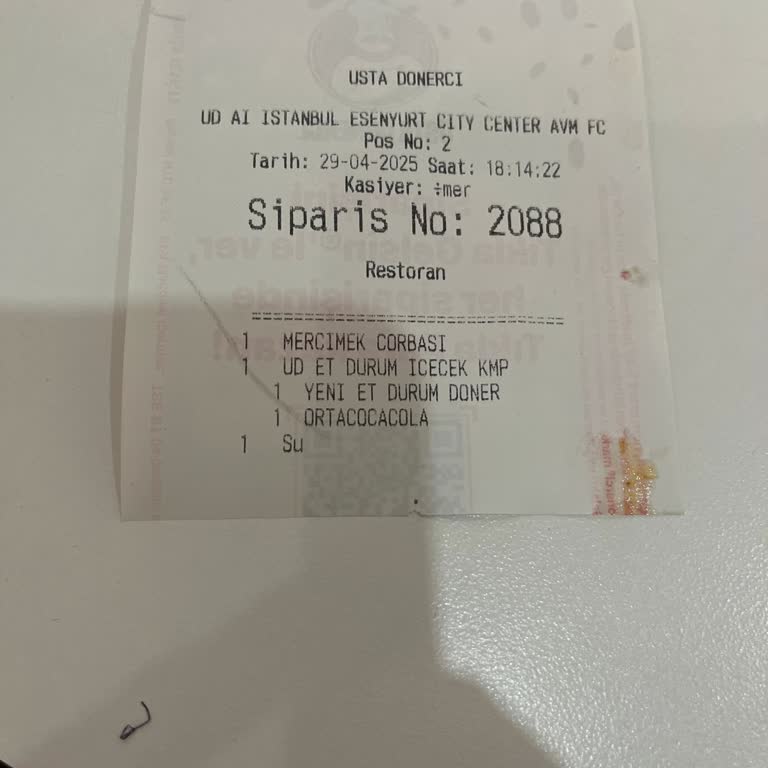 USTA DONERCI
UD AI ISTANBUL ESENYURT CITY CENTER AVM FC
Pos No: 2
Tarih: 29-04-2025 Saat: 18:14:22
Kasiyer: ÷mer
Siparis No: 2088
Restoran
1 MERCIMEK CORBASI
1 UD ET DURUM ICECEK KMP
1 YENI ET DURUM DONER
1 ORTACOCACOLA
1 Su